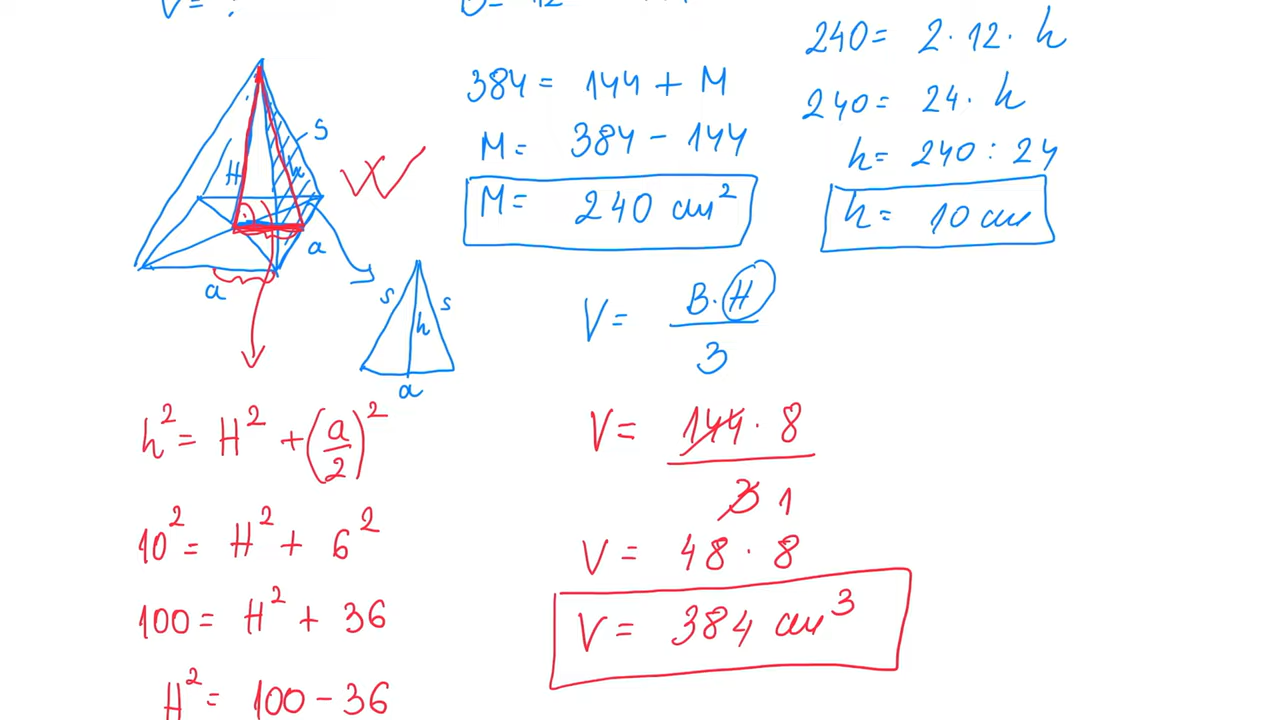 V= ?
240= 2·12· h
384= 144 + M
240= 24· h
M= 384 - 144
h= 240 : 24
M= 240 cm²
h= 10 cm
S
H
h
a
a
s
s
h
a
V= B·H
3
h² = H² + (a/2)²
V= 144 · 8
3 1
10² = H² + 6²
V= 48 · 8
100 = H² + 36
V= 384 cm³
H² = 100 - 36